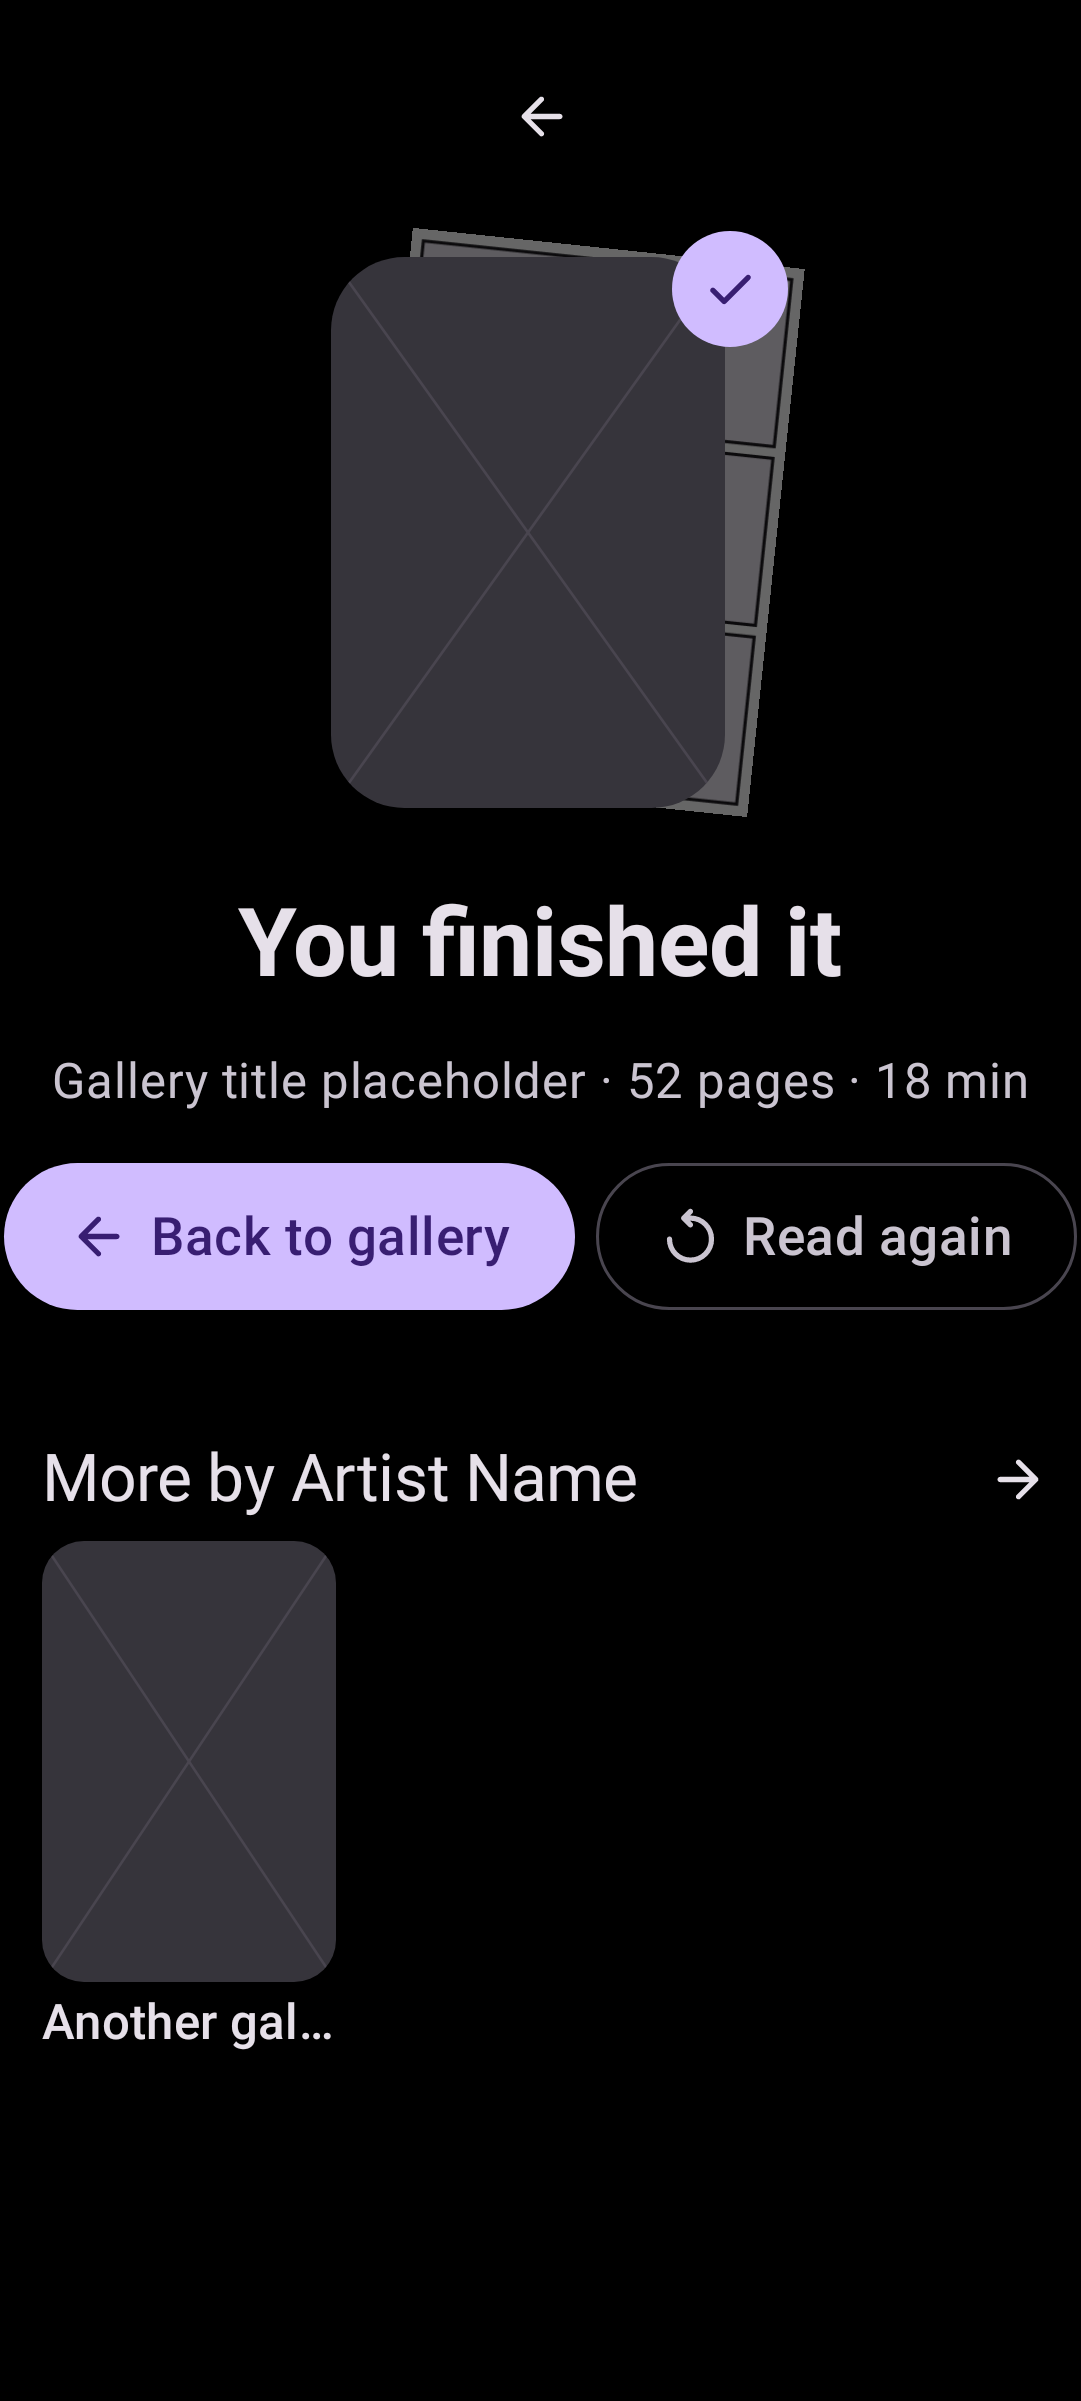 You finished it
Gallery title placeholder · 52 pages · 18 min
Back to gallery
Read again
More by Artist Name
Another gal…